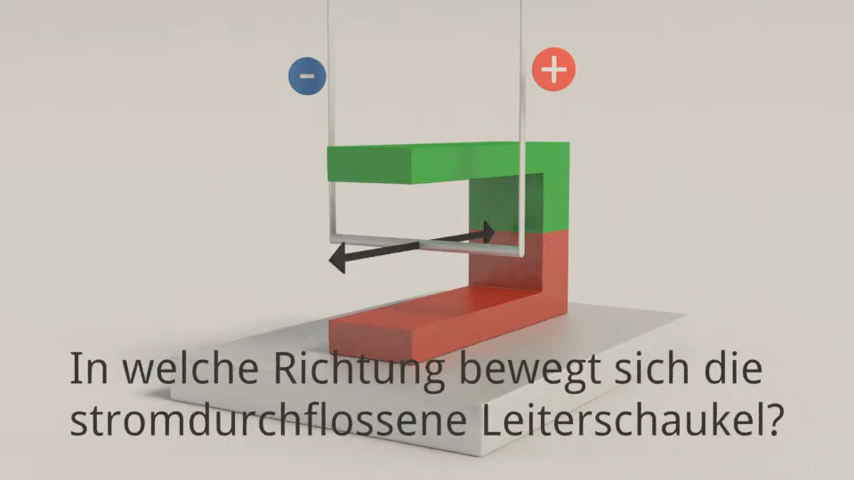 -
+
In welche Richtung bewegt sich die
stromdurchflossene Leiterschaukel?